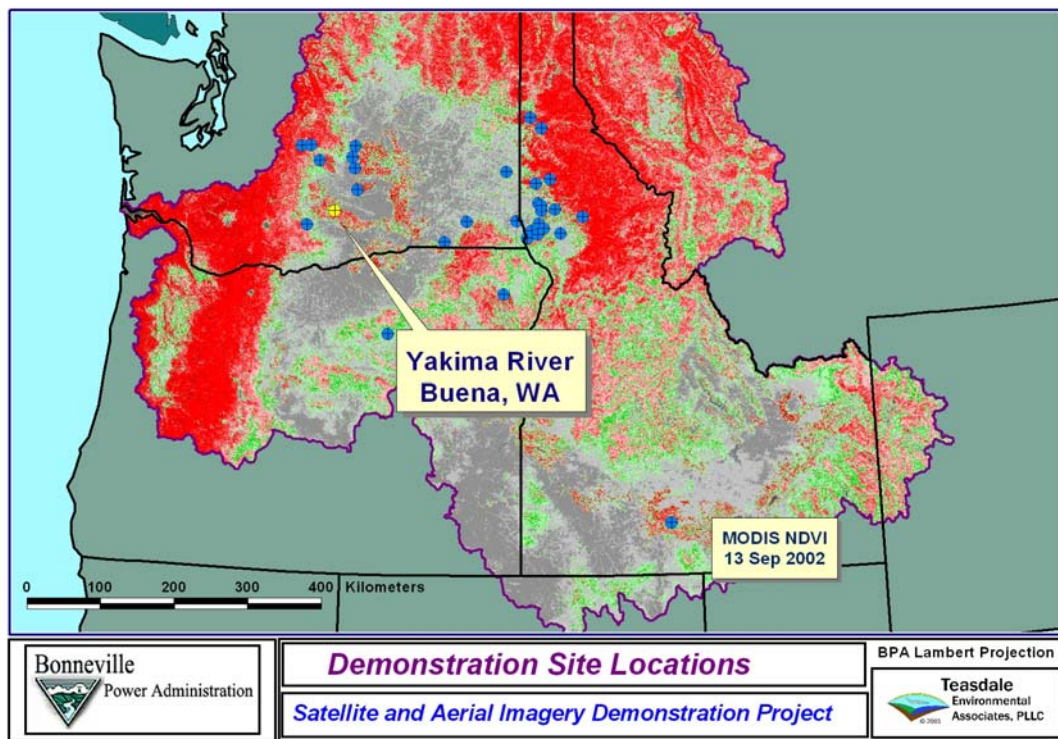 Yakima River
Buena, WA
MODIS NDVI
13 Sep 2002
0 100 200 300 400 Kilometers
Bonneville
Power Administration
Demonstration Site Locations
Satellite and Aerial Imagery Demonstration Project
BPA Lambert Projection
Teasdale
Environmental
Associates, PLLC
© 2001